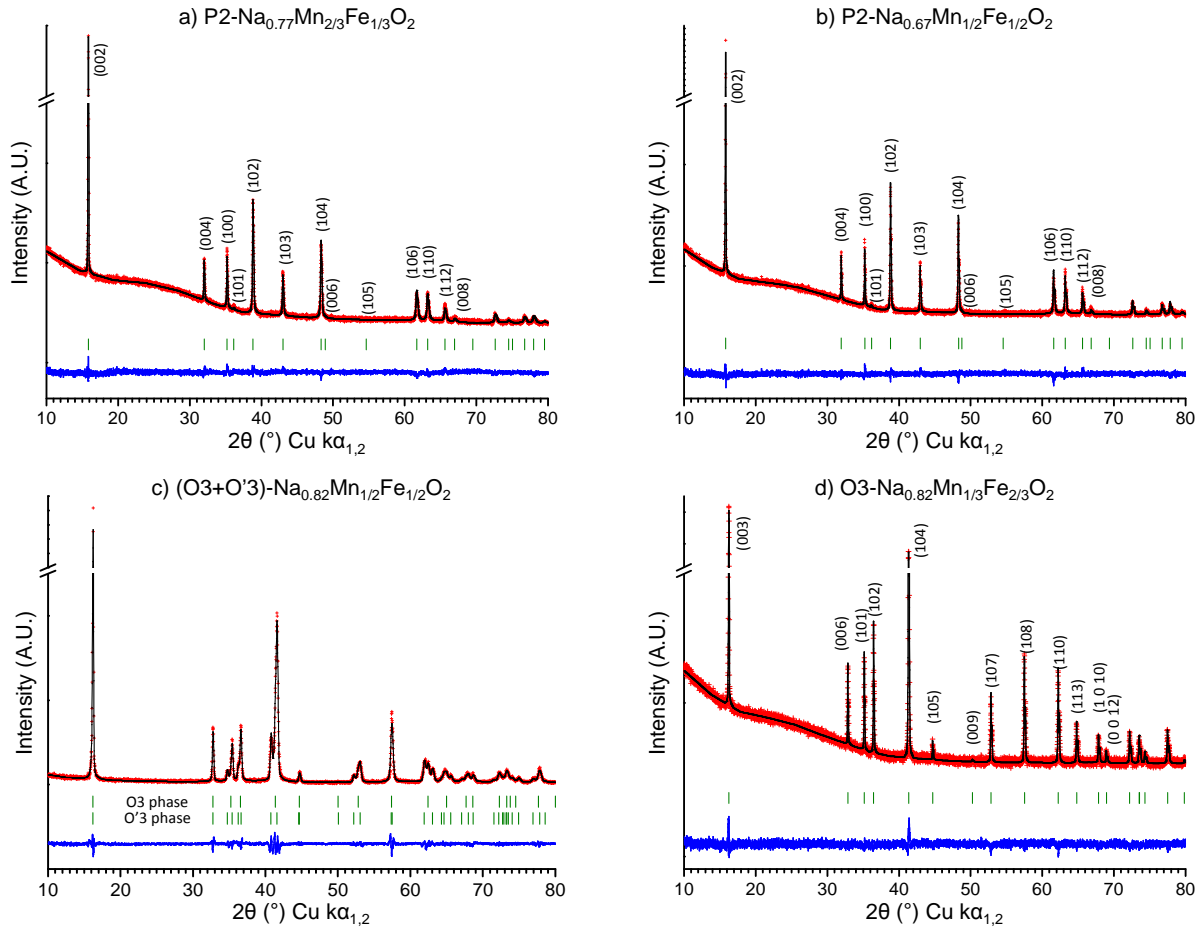 a) P2-Na0.77Mn2/3Fe1/3O2
Intensity (A.U.)
(002)
(004)
(100)
(101)
(102)
(103)
(104)
(006)
(105)
(106)
(110)
(112)
(008)
10 20 30 40 50 60 70 80
2θ (°) Cu kα1,2
b) P2-Na0.67Mn1/2Fe1/2O2
Intensity (A.U.)
(002)
(004)
(100)
(101)
(102)
(103)
(104)
(006)
(105)
(106)
(110)
(112)
(008)
10 20 30 40 50 60 70 80
2θ (°) Cu kα1,2
c) (O3+O'3)-Na0.82Mn1/2Fe1/2O2
Intensity (A.U.)
O3 phase
O'3 phase
10 20 30 40 50 60 70 80
2θ (°) Cu kα1,2
d) O3-Na0.82Mn1/3Fe2/3O2
Intensity (A.U.)
(003)
(006)
(101)
(102)
(104)
(105)
(009)
(107)
(108)
(110)
(113)
(1 0 10)
(0 0 12)
10 20 30 40 50 60 70 80
2θ (°) Cu kα1,2